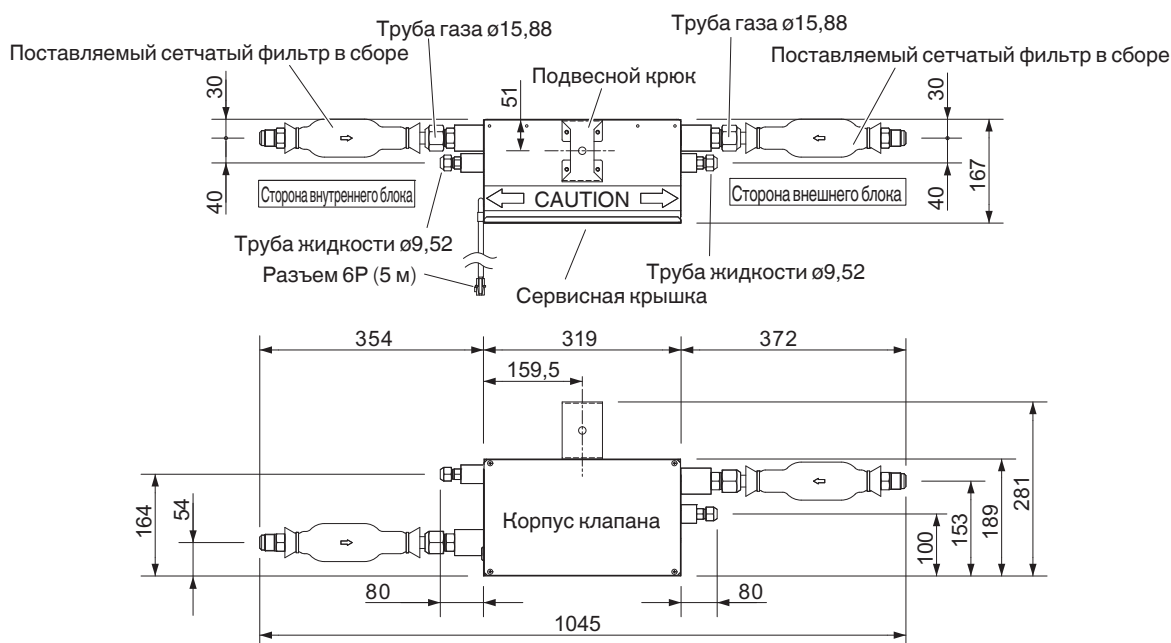 Труба газа ø15,88
Труба газа ø15,88
Поставляемый сетчатый фильтр в сборе
Поставляемый сетчатый фильтр в сборе
Подвесной крюк
30
51
30
40
167
40
Сторона внутреннего блока
CAUTION
Сторона внешнего блока
Труба жидкости ø9,52
Труба жидкости ø9,52
Разъем 6P (5 м)
Сервисная крышка
354
319
372
159,5
164
54
Корпус клапана
100
153
189
281
80
80
1045